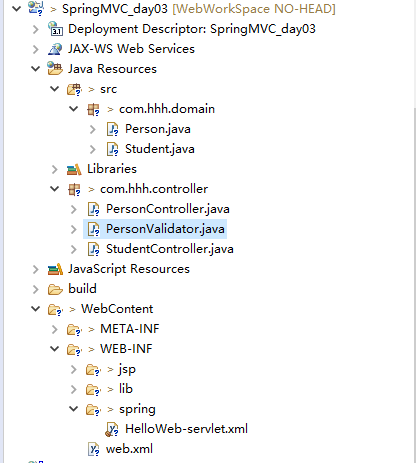 > SpringMVC_day03 [WebWorkSpace NO-HEAD]
Deployment Descriptor: SpringMVC_day03
JAX-WS Web Services
Java Resources
> src
> com.hhh.domain
Person.java
Student.java
Libraries
> com.hhh.controller
PersonController.java
PersonValidator.java
StudentController.java
JavaScript Resources
build
> WebContent
> META-INF
> WEB-INF
> jsp
> lib
> spring
HelloWeb-servlet.xml
web.xml